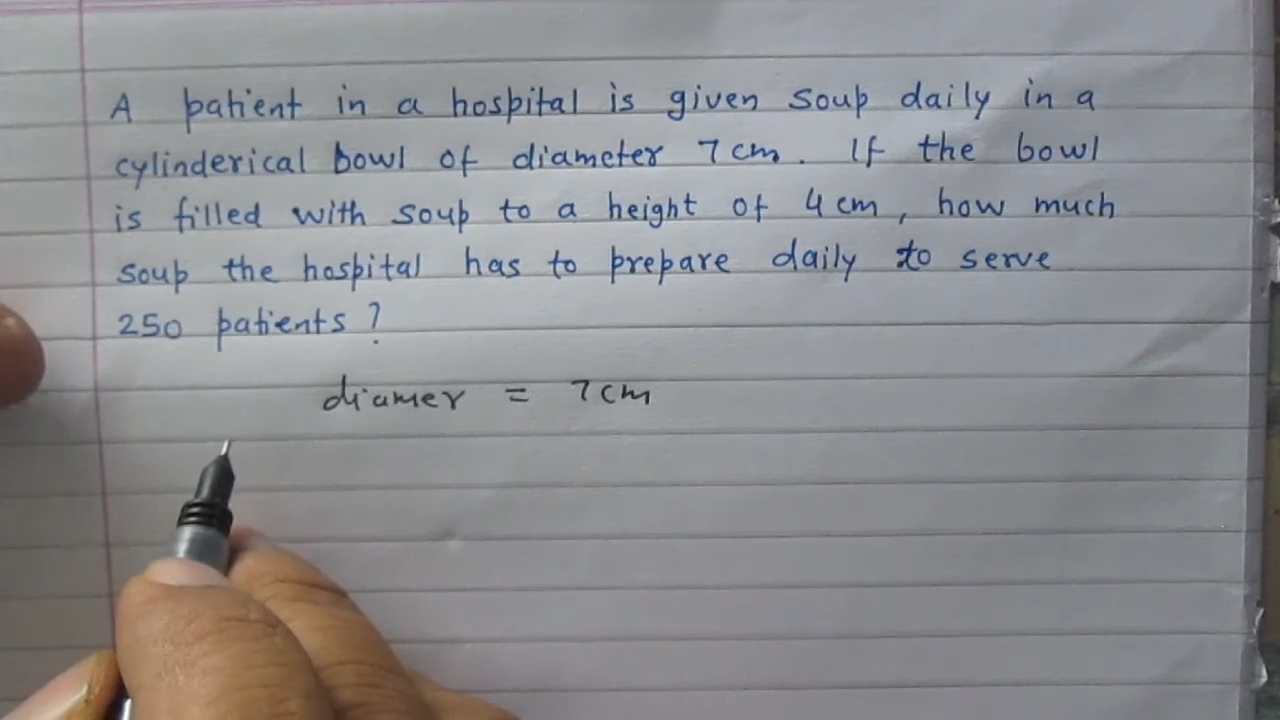 A patient in a hospital is given soup daily in a
cylinderical bowl of diameter 7 cm. If the bowl
is filled with soup to a height of 4 cm, how much
soup the hospital has to prepare daily to serve
250 patients?
diamer = 7 cm